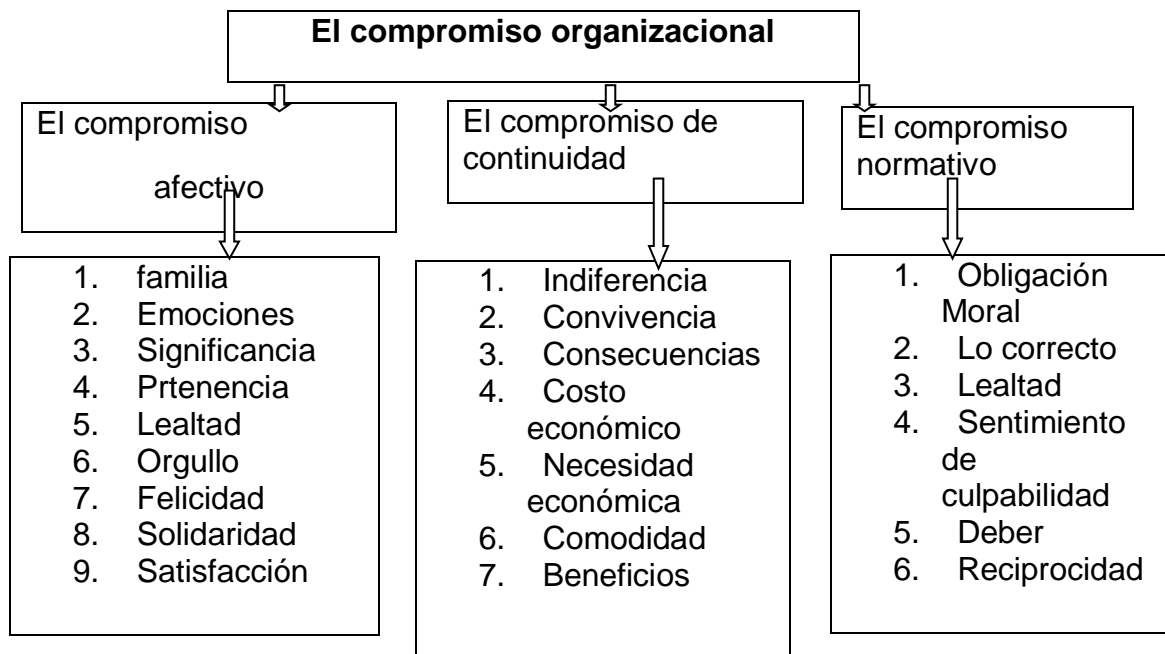 El compromiso organizacional
El compromiso
afectivo
El compromiso de
continuidad
El compromiso
normativo
1. familia
2. Emociones
3. Significancia
4. Prtenencia
5. Lealtad
6. Orgullo
7. Felicidad
8. Solidaridad
9. Satisfacción
1. Indiferencia
2. Convivencia
3. Consecuencias
4. Costo
económico
5. Necesidad
económica
6. Comodidad
7. Beneficios
1. Obligación
Moral
2. Lo correcto
3. Lealtad
4. Sentimiento
de
culpabilidad
5. Deber
6. Reciprocidad